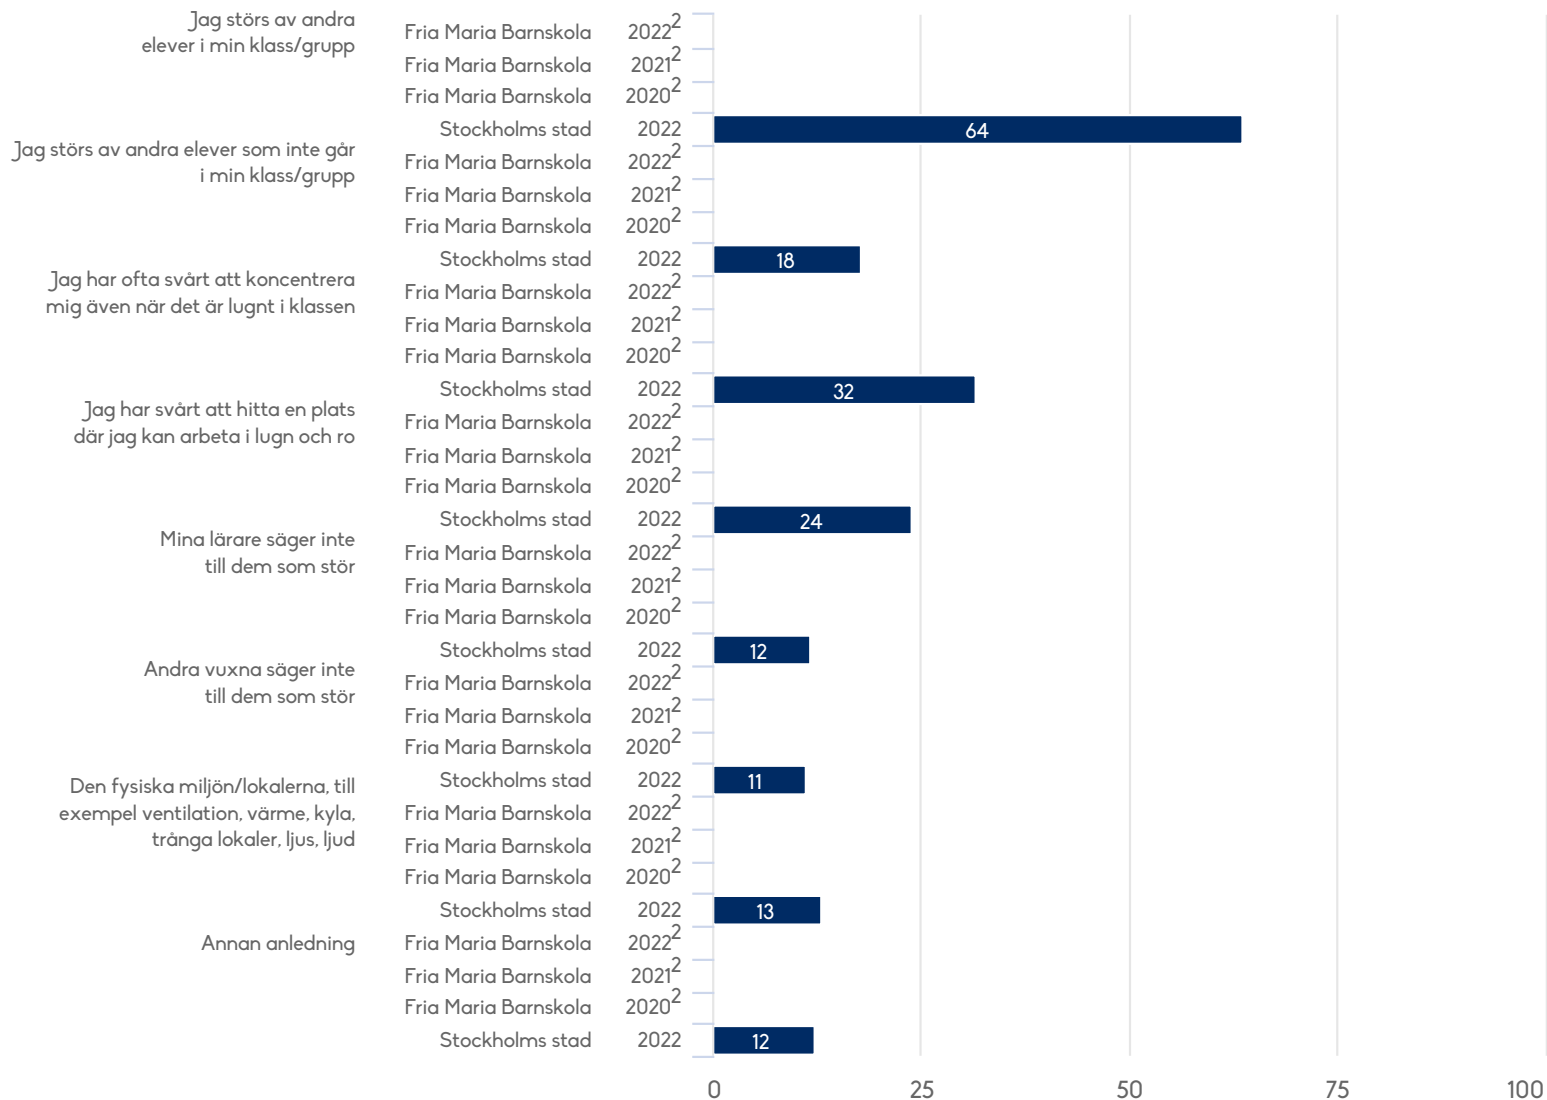 Jag störs av andra
elever i min klass/grupp
Fria Maria Barnskola 2022²
Fria Maria Barnskola 2021²
Fria Maria Barnskola 2020²
Stockholms stad 2022 64
Jag störs av andra elever som inte går
i min klass/grupp
Fria Maria Barnskola 2022²
Fria Maria Barnskola 2021²
Fria Maria Barnskola 2020²
Stockholms stad 2022 18
Jag har ofta svårt att koncentrera
mig även när det är lugnt i klassen
Fria Maria Barnskola 2022²
Fria Maria Barnskola 2021²
Fria Maria Barnskola 2020²
Stockholms stad 2022 32
Jag har svårt att hitta en plats
där jag kan arbeta i lugn och ro
Fria Maria Barnskola 2022²
Fria Maria Barnskola 2021²
Fria Maria Barnskola 2020²
Stockholms stad 2022 24
Mina lärare säger inte
till dem som stör
Fria Maria Barnskola 2022²
Fria Maria Barnskola 2021²
Fria Maria Barnskola 2020²
Stockholms stad 2022 12
Andra vuxna säger inte
till dem som stör
Fria Maria Barnskola 2022²
Fria Maria Barnskola 2021²
Fria Maria Barnskola 2020²
Stockholms stad 2022 11
Den fysiska miljön/lokalerna, till
exempel ventilation, värme, kyla,
trånga lokaler, ljus, ljud
Fria Maria Barnskola 2022²
Fria Maria Barnskola 2021²
Fria Maria Barnskola 2020²
Stockholms stad 2022 13
Annan anledning
Fria Maria Barnskola 2022²
Fria Maria Barnskola 2021²
Fria Maria Barnskola 2020²
Stockholms stad 2022 12
0 25 50 75 100